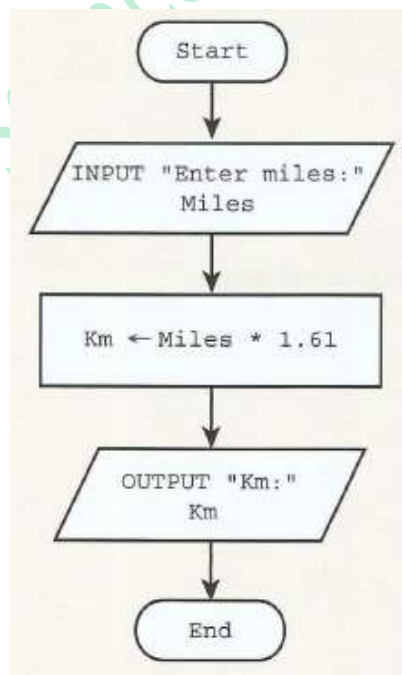 Start
INPUT "Enter miles:"
Miles
Km ← Miles * 1.61
OUTPUT "Km:"
Km
End